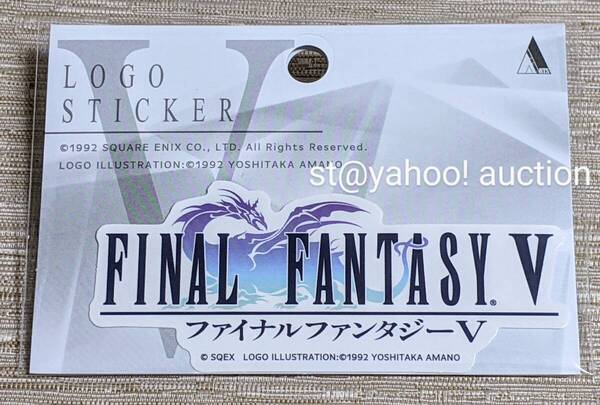 V
LOGO
STICKER
©1992 SQUARE ENIX CO., LTD. All Rights Reserved.
LOGO ILLUSTRATION:©1992 YOSHITAKA AMANO
st@yahoo! auction
FINAL FANTASY® V
ファイナルファンタジーV
© SQEX LOGO ILLUSTRATION:©1992 YOSHITAKA AMANO